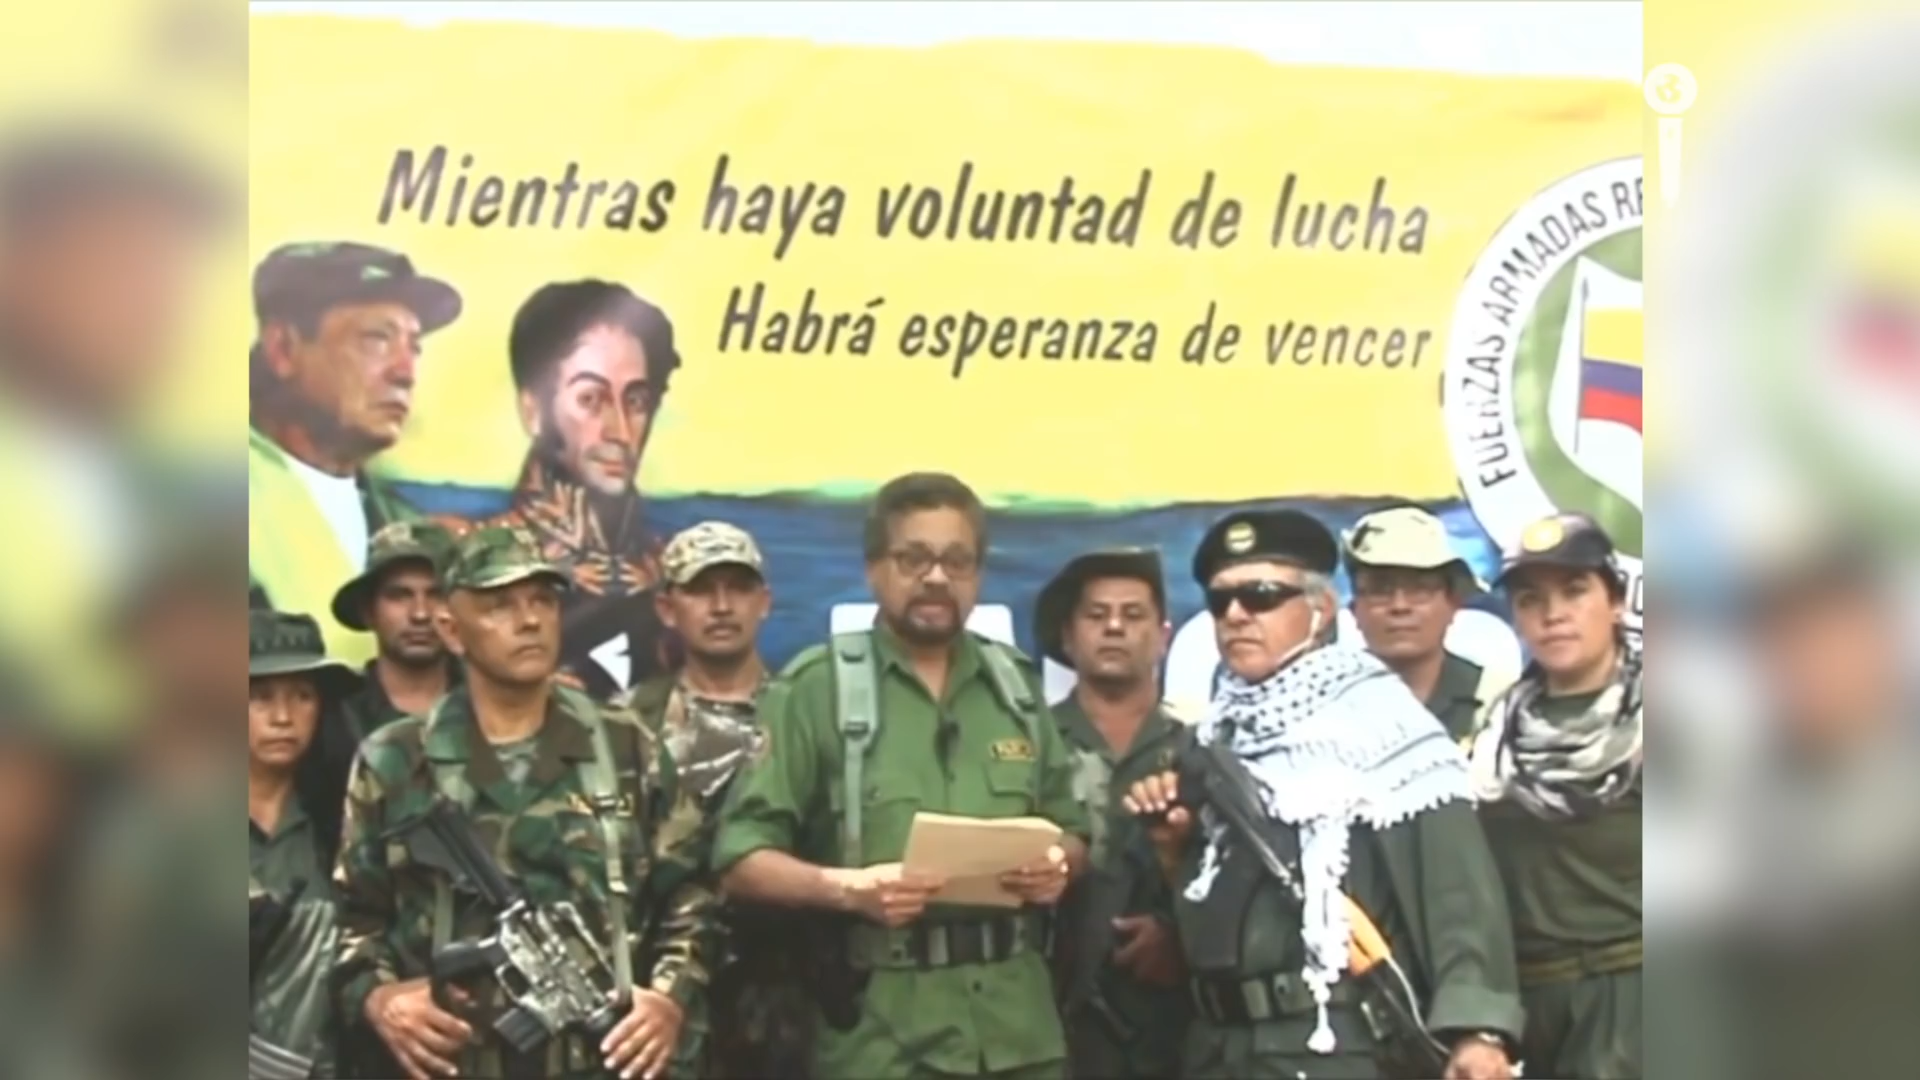 Mientras haya voluntad de lucha
Habrá esperanza de vencer
FUERZAS ARMADAS RE